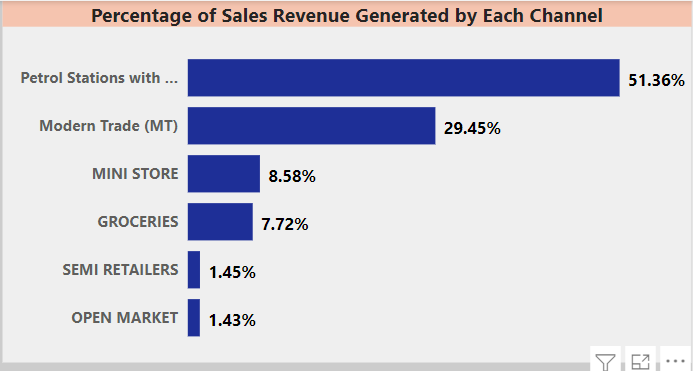 Percentage of Sales Revenue Generated by Each Channel
Petrol Stations with ... 51.36%
Modern Trade (MT) 29.45%
MINI STORE 8.58%
GROCERIES 7.72%
SEMI RETAILERS 1.45%
OPEN MARKET 1.43%